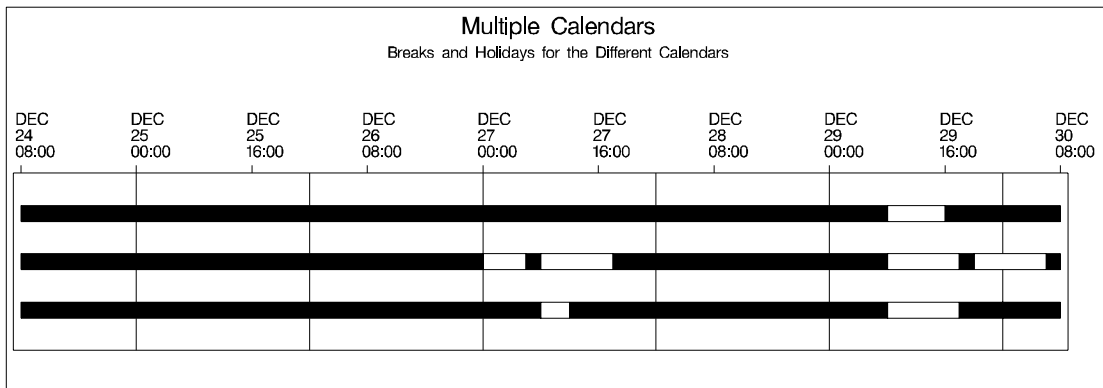 Multiple Calendars
Breaks and Holidays for the Different Calendars
DEC 24 08:00
DEC 25 00:00
DEC 25 16:00
DEC 26 08:00
DEC 27 00:00
DEC 27 16:00
DEC 28 08:00
DEC 29 00:00
DEC 29 16:00
DEC 30 08:00